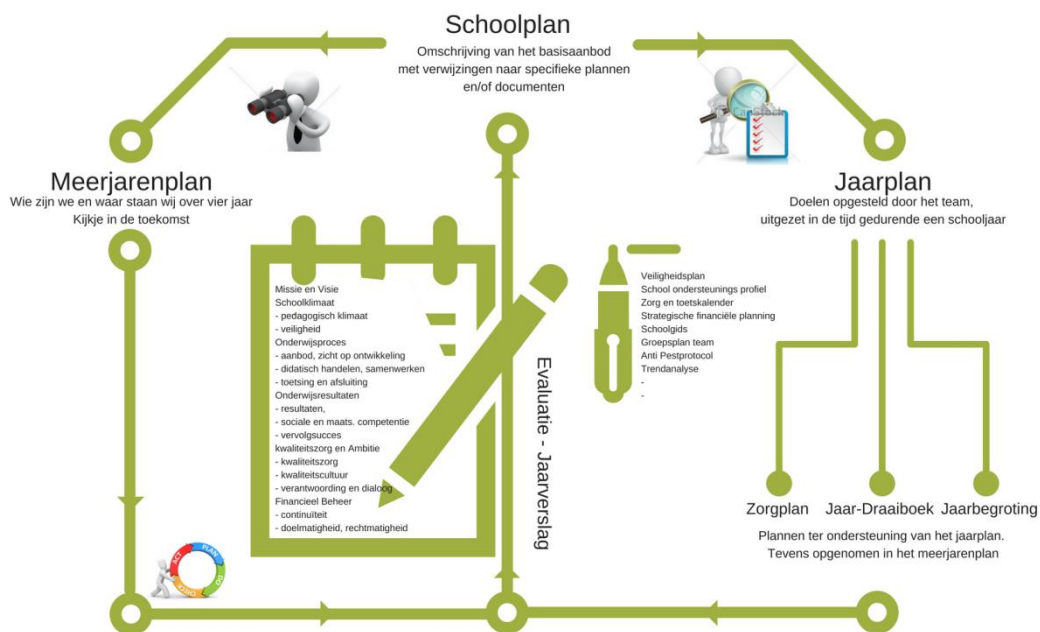 Schoolplan
Omschrijving van het basisaanbod
met verwijzingen naar specifieke plannen
en/of documenten
Meerjarenplan
Wie zijn we en waar staan wij over vier jaar
Kijkje in de toekomst
Jaarplan
Doelen opgesteld door het team,
uitgezet in de tijd gedurende een schooljaar
Missie en Visie
Schoolklimaat
- pedagogisch klimaat
- veiligheid
Onderwijsproces
- aanbod, zicht op ontwikkeling
- didatisch handelen, samenwerken
- toetsing en afsluiting
Onderwijsresultaten
- resultaten,
- sociale en maats. competentie
- vervolgsucces
kwaliteitszorg en Ambitie
- kwaliteitszorg
- kwaliteitscultuur
- verantwoording en dialoog
Financieel Beheer
- continuïteit
- doelmatigheid, rechtmatigheid
Evaluatie - Jaarverslag
Veiligheidsplan
School ondersteunings profiel
Zorg en toetskalender
Strategische financiële planning
Schoolgids
Groepsplan team
Anti Pestprotocol
Trendanalyse
-
-
Zorgplan
Jaar-Draaiboek
Jaarbegroting
Plannen ter ondersteuning van het jaarplan.
Tevens opgenomen in het meerjarenplan
ACT
PLAN
DO
CHECK